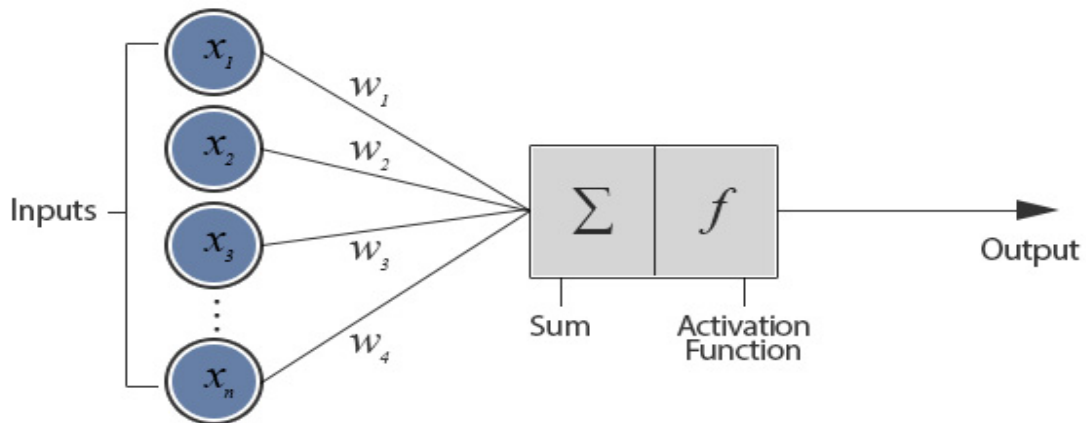 x₁
w₁
x₂
w₂
Inputs
x₃
w₃
Σ
f
Output
Sum
Activation
Function
w₄
xₙ